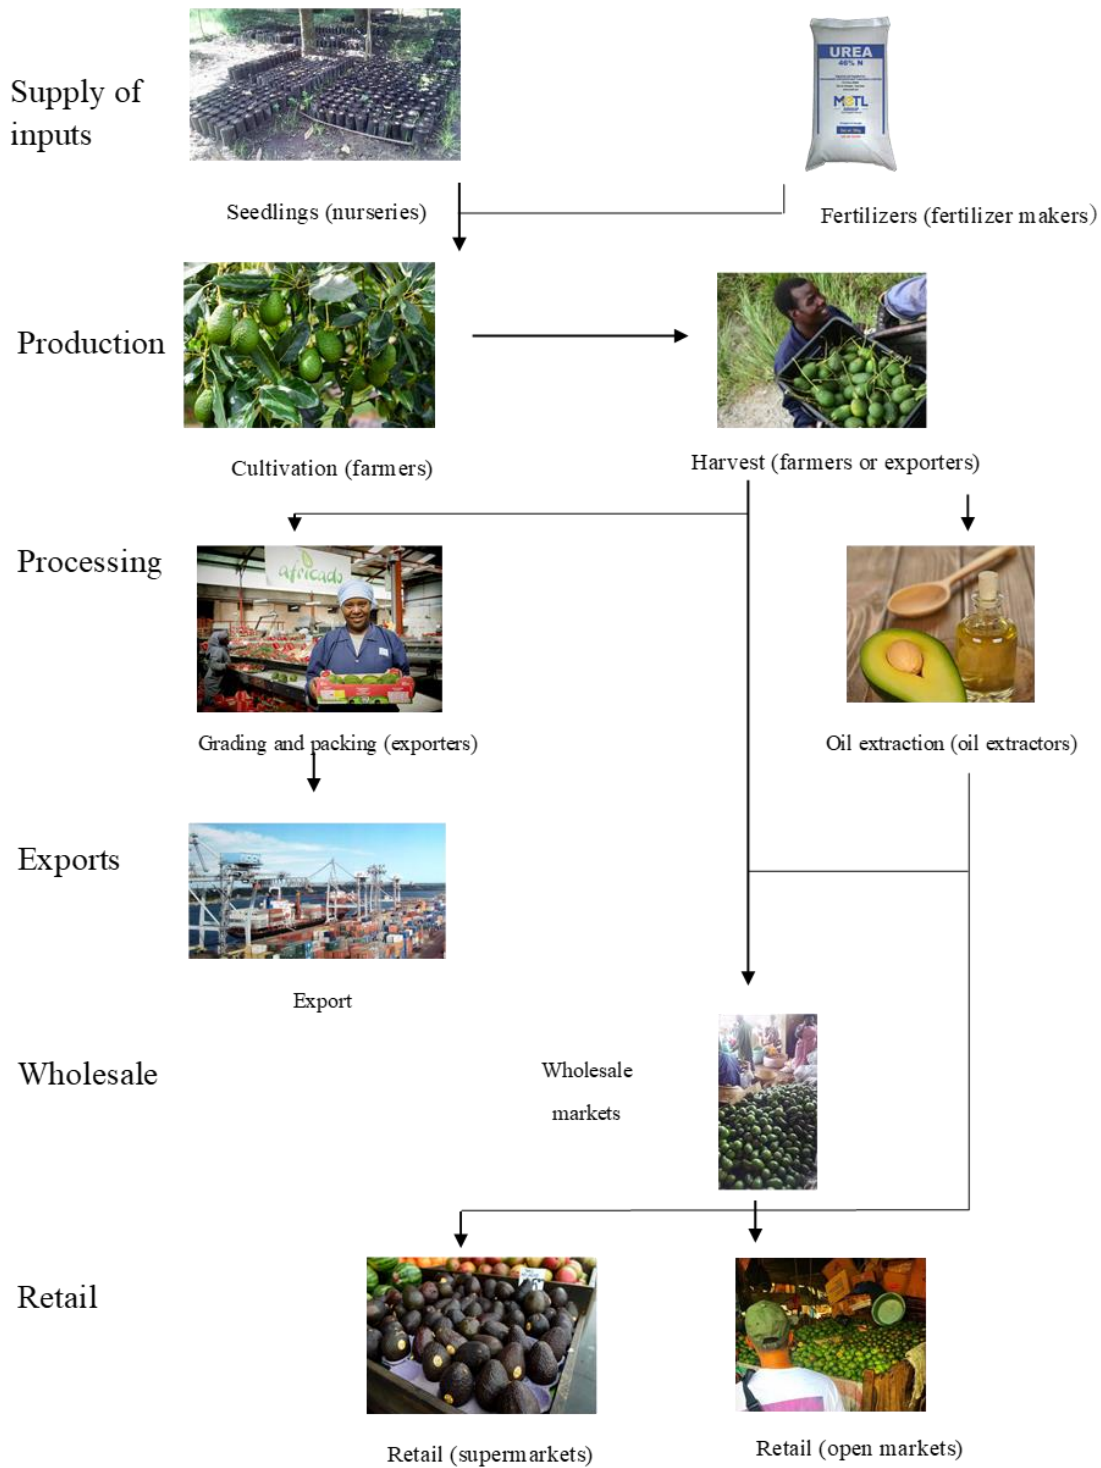 Supply of
inputs
UREA
46% N
METL
Seedlings (nurseries)
Fertilizers (fertilizer makers)
Production
Cultivation (farmers)
Harvest (farmers or exporters)
Processing
africado
Grading and packing (exporters)
Oil extraction (oil extractors)
Exports
Export
Wholesale
Wholesale
markets
Retail
Retail (supermarkets)
Retail (open markets)